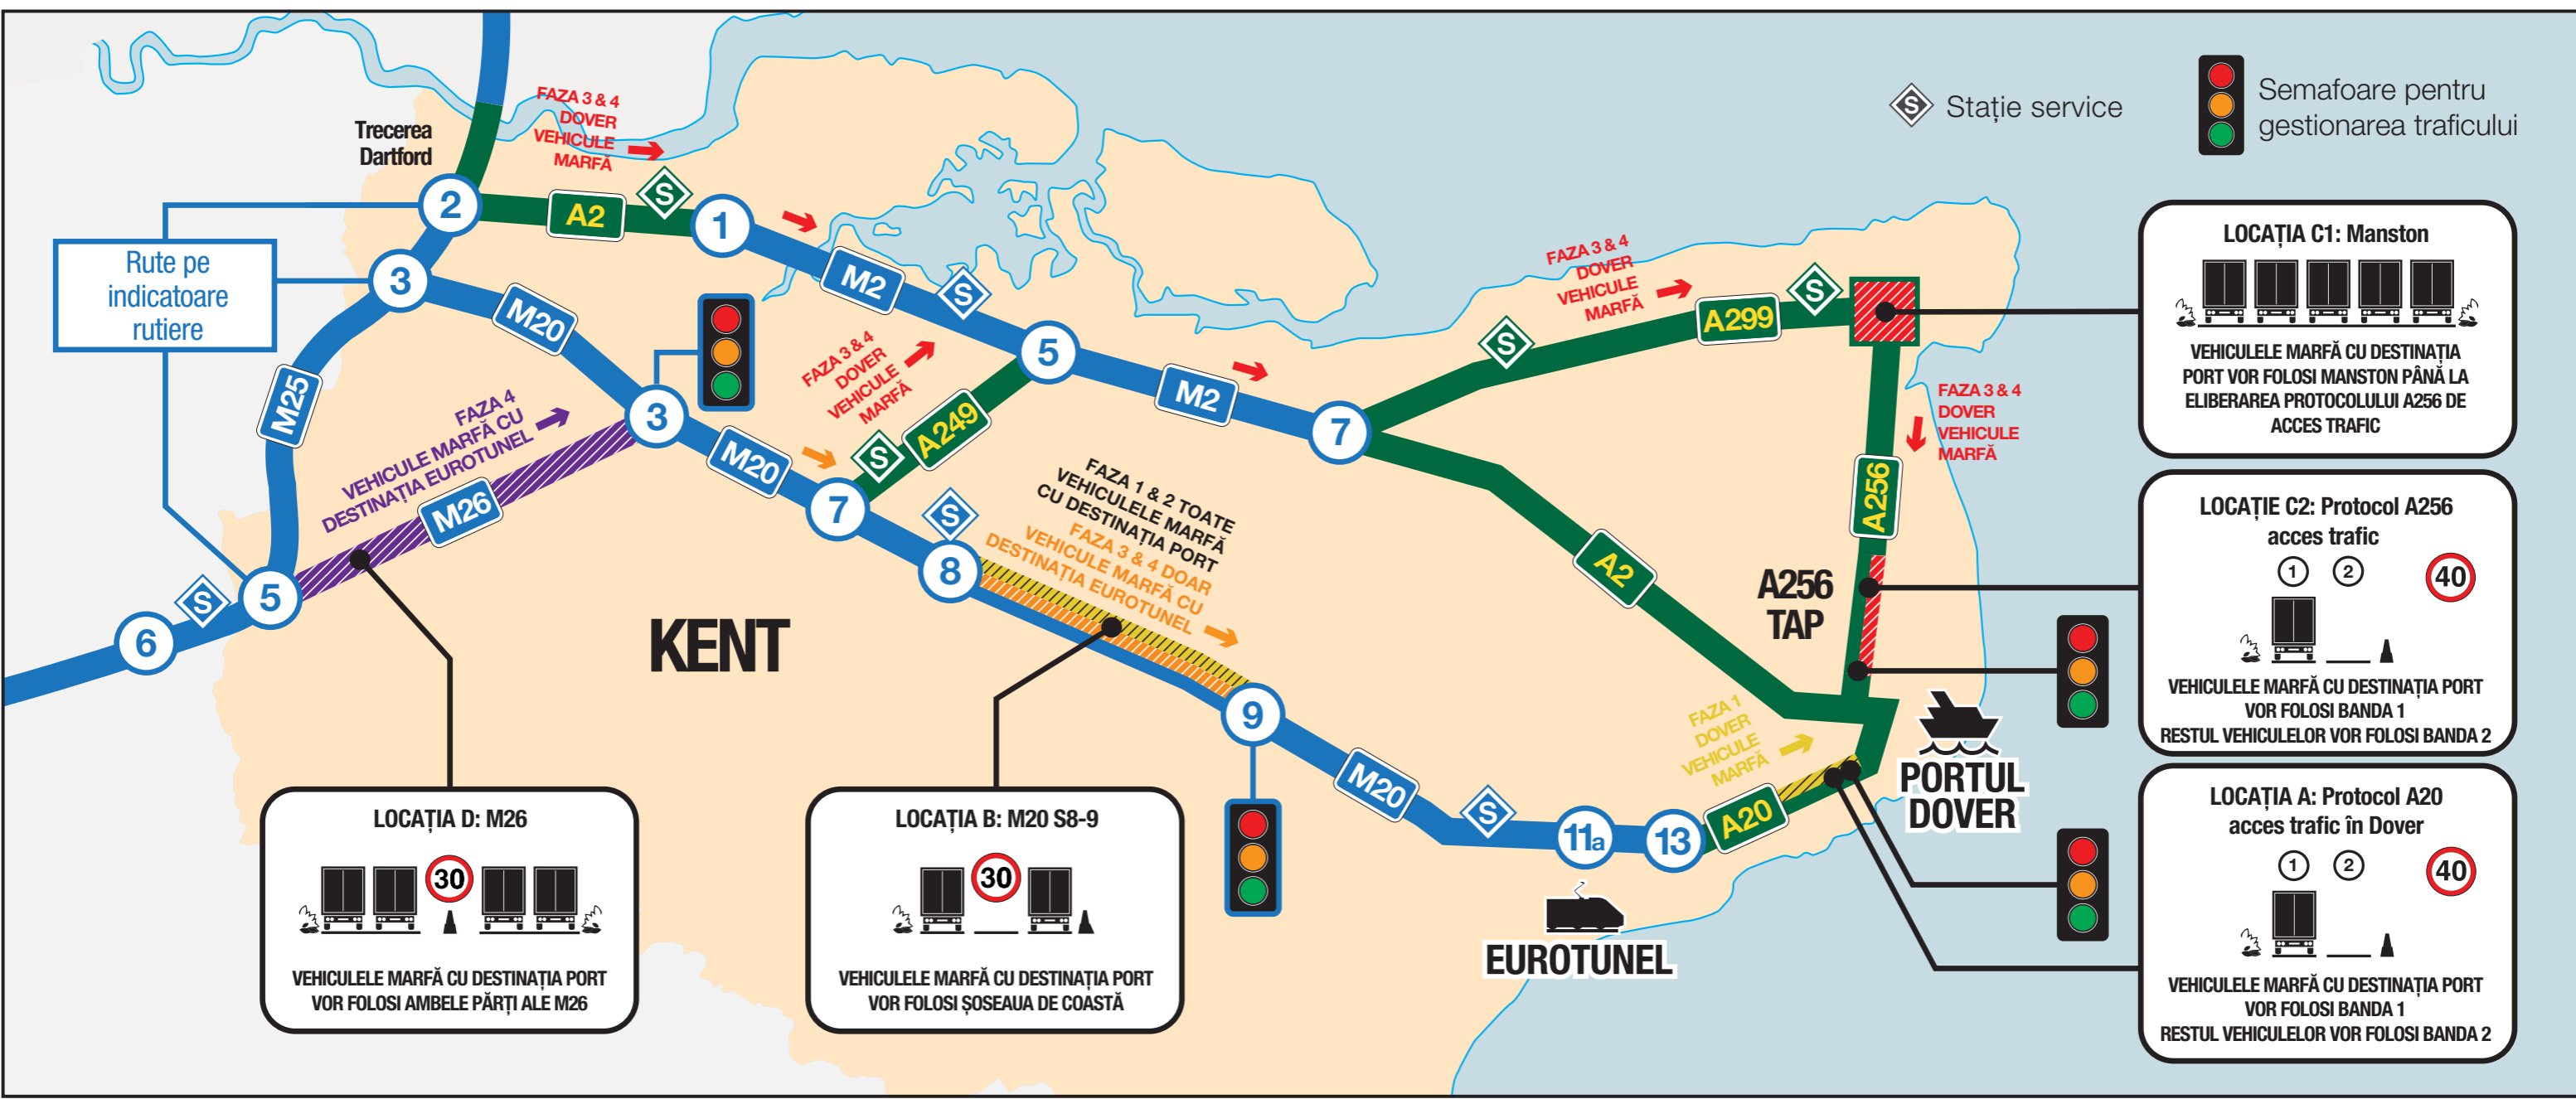 FAZA 3 & 4
DOVER
VEHICULE
MARFĂ
Trecerea
Dartford
S
Stație service
Semafoare pentru
gestionarea traficului
2
A2
S
1
Rute pe
indicatoare
rutiere
3
M20
M2
S
FAZA 3 & 4
DOVER
VEHICULE
MARFĂ
S
A299
S
LOCAȚIA C1: Manston
VEHICULELE MARFĂ CU DESTINAȚIA
PORT VOR FOLOSI MANSTON PÂNĂ LA
ELIBERAREA PROTOCOLULUI A256 DE
ACCES TRAFIC
FAZA 3 & 4
DOVER
VEHICULE
MARFĂ
5
M2
7
M25
FAZA 4
VEHICULE MARFĂ CU
DESTINAȚIA EUROTUNEL
M26
3
M20
S
A249
7
FAZA 3 & 4
DOVER
VEHICULE
MARFĂ
A256
S
8
FAZA 1 & 2 TOATE
VEHICULELE MARFĂ
CU DESTINAȚIA PORT
FAZA 3 & 4 DOAR
VEHICULE MARFĂ CU
DESTINAȚIA EUROTUNEL
A2
A256
TAP
LOCAȚIE C2: Protocol A256
acces trafic
1
2
40
VEHICULELE MARFĂ CU DESTINAȚIA PORT
VOR FOLOSI BANDA 1
RESTUL VEHICULELOR VOR FOLOSI BANDA 2
6
S
5
KENT
9
M20
S
11a
13
A20
FAZA 1
DOVER
VEHICULE
MARFĂ
PORTUL
DOVER
EUROTUNEL
LOCAȚIA D: M26
30
VEHICULELE MARFĂ CU DESTINAȚIA PORT
VOR FOLOSI AMBELE PĂRȚI ALE M26
LOCAȚIA B: M20 S8-9
30
VEHICULELE MARFĂ CU DESTINAȚIA PORT
VOR FOLOSI ȘOSEAUA DE COASTĂ
LOCAȚIA A: Protocol A20
acces trafic în Dover
1
2
40
VEHICULELE MARFĂ CU DESTINAȚIA PORT
VOR FOLOSI BANDA 1
RESTUL VEHICULELOR VOR FOLOSI BANDA 2